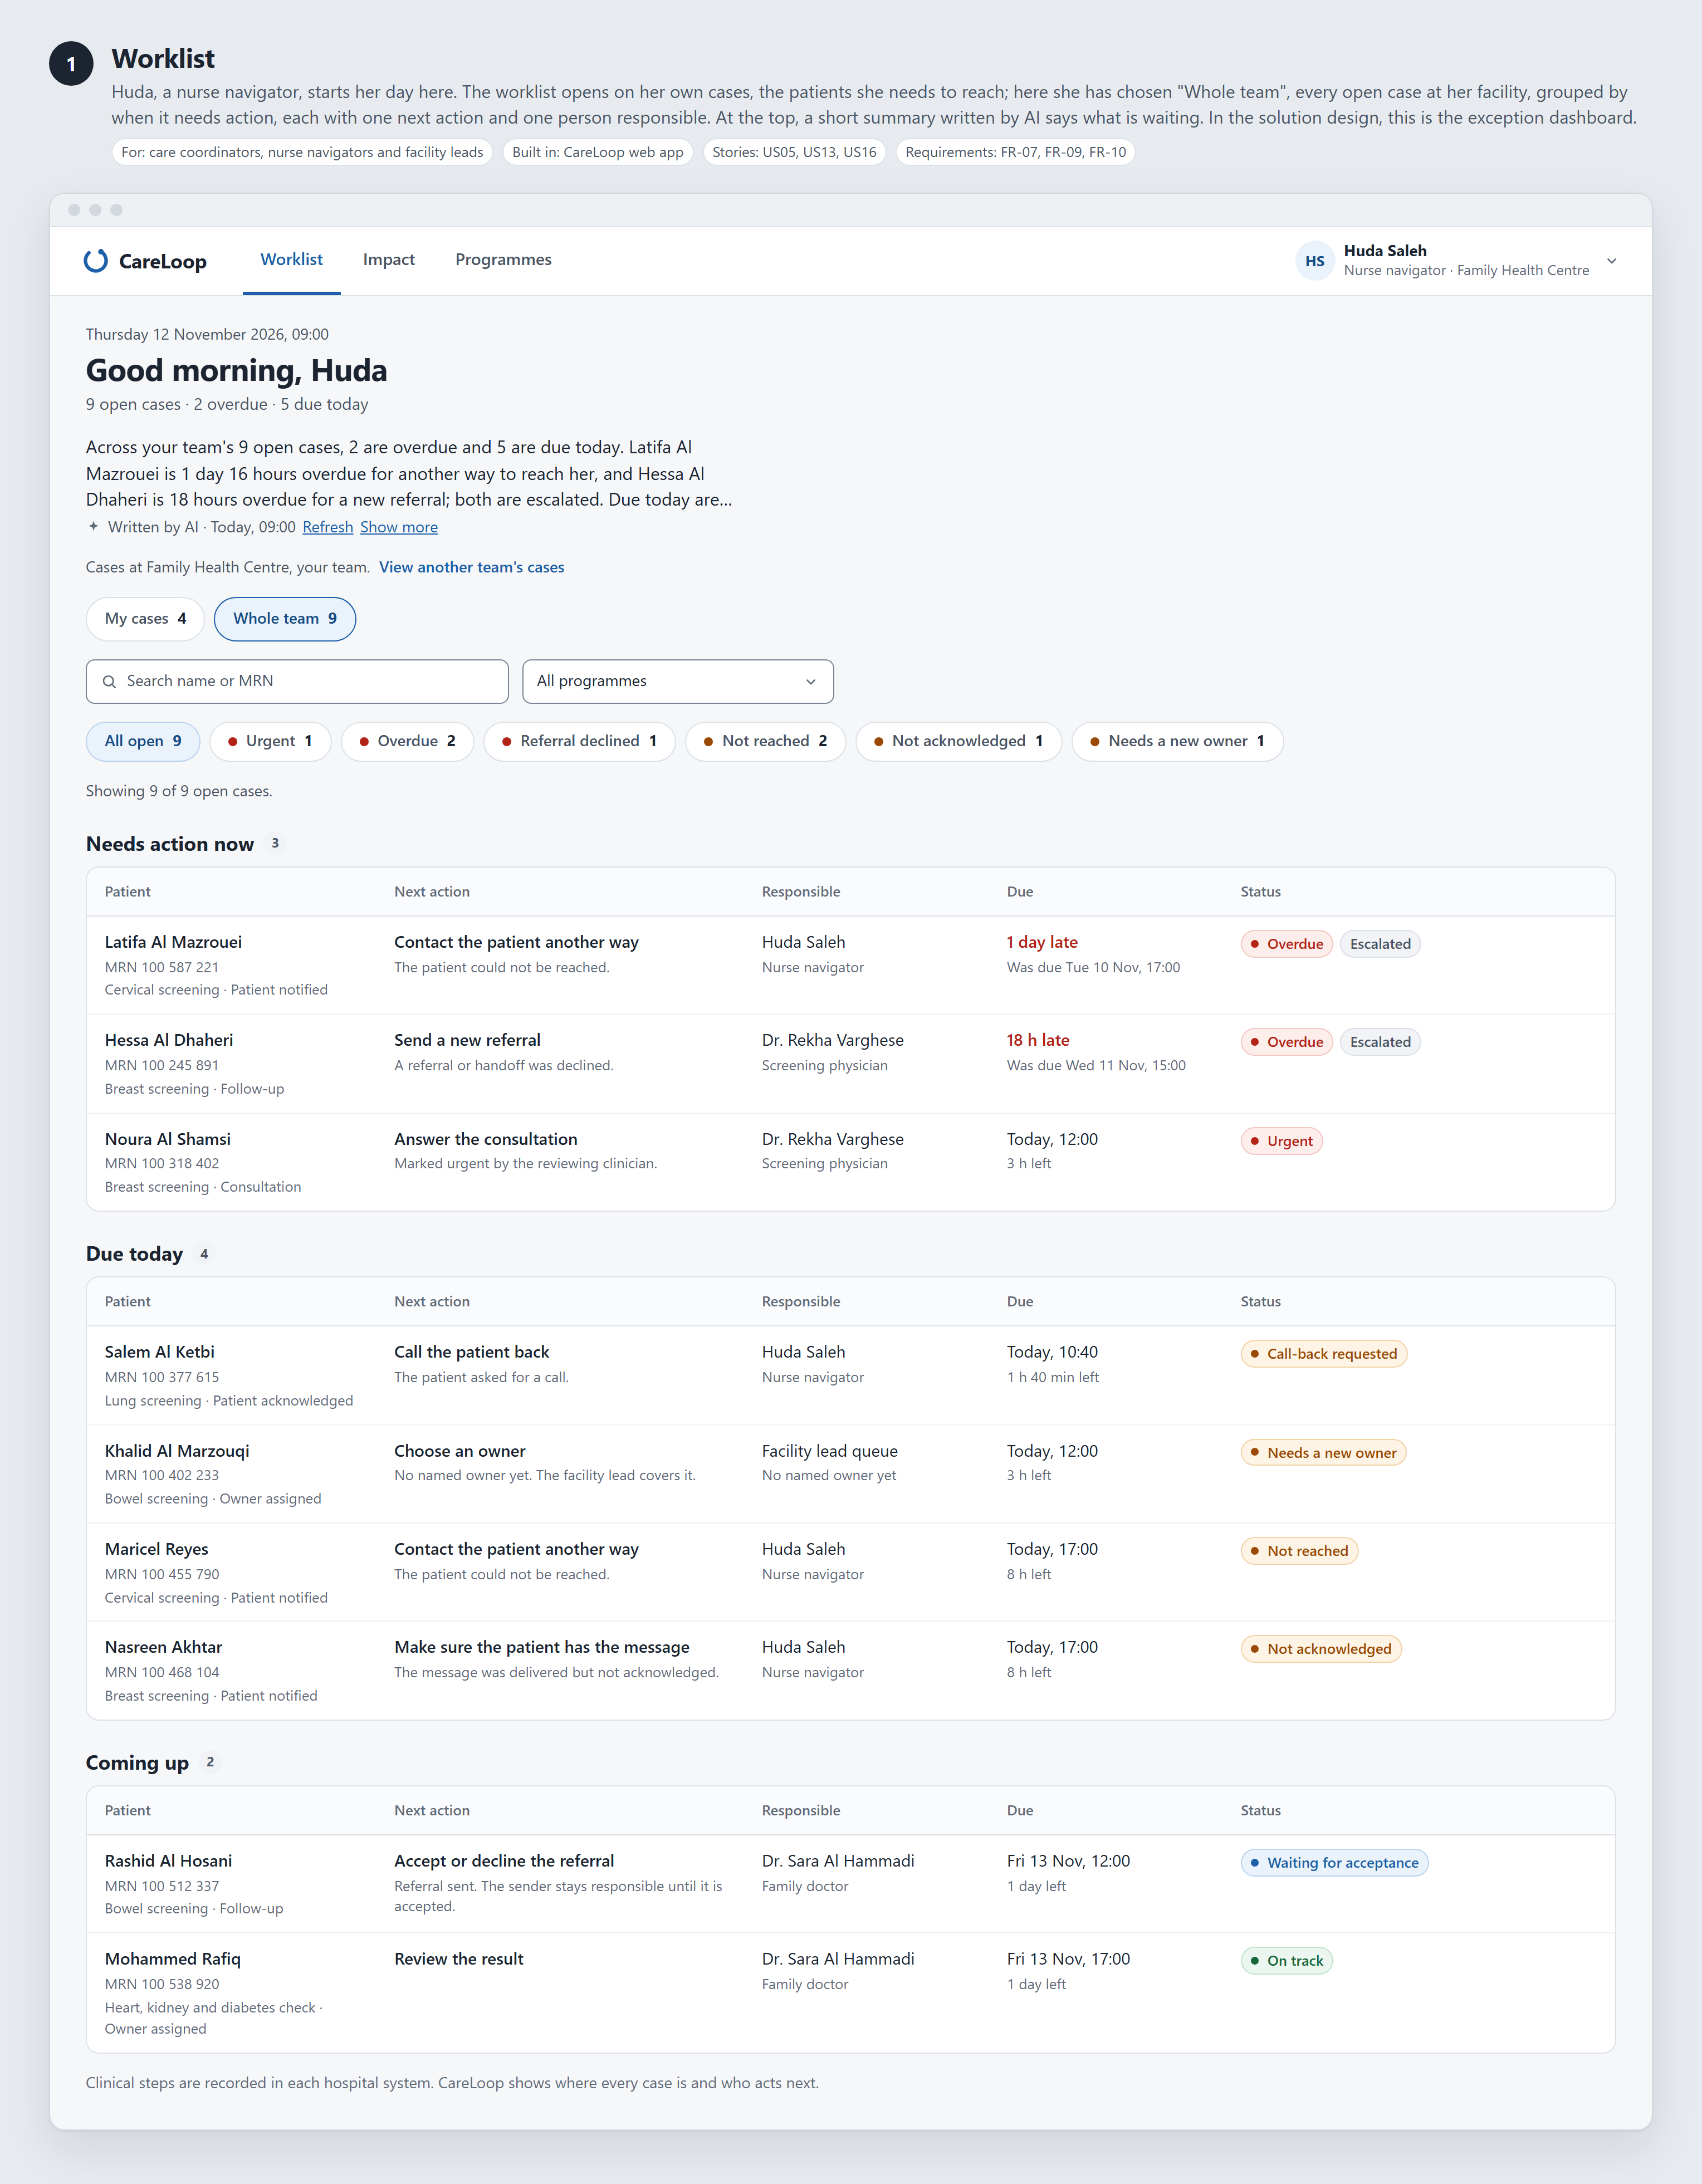 1
Worklist
Huda, a nurse navigator, starts her day here. The worklist opens on her own cases, the patients she needs to reach; here she has chosen "Whole team", every open case at her facility, grouped by
when it needs action, each with one next action and one person responsible. At the top, a short summary written by AI says what is waiting. In the solution design, this is the exception dashboard.
For: care coordinators, nurse navigators and facility leads
Built in: CareLoop web app
Stories: US05, US13, US16
Requirements: FR-07, FR-09, FR-10
CareLoop
Worklist
Impact
Programmes
HS
Huda Saleh
Nurse navigator · Family Health Centre
Thursday 12 November 2026, 09:00
Good morning, Huda
9 open cases · 2 overdue · 5 due today
Across your team's 9 open cases, 2 are overdue and 5 are due today. Latifa Al
Mazrouei is 1 day 16 hours overdue for another way to reach her, and Hessa Al
Dhaheri is 18 hours overdue for a new referral; both are escalated. Due today are...
Written by AI · Today, 09:00 Refresh Show more
Cases at Family Health Centre, your team. View another team's cases
My cases 4
Whole team 9
Search name or MRN
All programmes
All open 9
Urgent 1
Overdue 2
Referral declined 1
Not reached 2
Not acknowledged 1
Needs a new owner 1
Showing 9 of 9 open cases.
Needs action now 3
Patient Next action Responsible Due Status
Latifa Al Mazrouei Contact the patient another way Huda Saleh 1 day late Overdue Escalated
MRN 100 587 221 The patient could not be reached. Nurse navigator Was due Tue 10 Nov, 17:00
Cervical screening · Patient notified
Hessa Al Dhaheri Send a new referral Dr. Rekha Varghese 18 h late Overdue Escalated
MRN 100 245 891 A referral or handoff was declined. Screening physician Was due Wed 11 Nov, 15:00
Breast screening · Follow-up
Noura Al Shamsi Answer the consultation Dr. Rekha Varghese Today, 12:00 Urgent
MRN 100 318 402 Marked urgent by the reviewing clinician. Screening physician 3 h left
Breast screening · Consultation
Due today 4
Patient Next action Responsible Due Status
Salem Al Ketbi Call the patient back Huda Saleh Today, 10:40 Call-back requested
MRN 100 377 615 The patient asked for a call. Nurse navigator 1 h 40 min left
Lung screening · Patient acknowledged
Khalid Al Marzouqi Choose an owner Facility lead queue Today, 12:00 Needs a new owner
MRN 100 402 233 No named owner yet. The facility lead covers it. No named owner yet 3 h left
Bowel screening · Owner assigned
Maricel Reyes Contact the patient another way Huda Saleh Today, 17:00 Not reached
MRN 100 455 790 The patient could not be reached. Nurse navigator 8 h left
Cervical screening · Patient notified
Nasreen Akhtar Make sure the patient has the message Huda Saleh Today, 17:00 Not acknowledged
MRN 100 468 104 The message was delivered but not acknowledged. Nurse navigator 8 h left
Breast screening · Patient notified
Coming up 2
Patient Next action Responsible Due Status
Rashid Al Hosani Accept or decline the referral Dr. Sara Al Hammadi Fri 13 Nov, 12:00 Waiting for acceptance
MRN 100 512 337 Referral sent. The sender stays responsible until it is Family doctor 1 day left
Bowel screening · Follow-up accepted.
Mohammed Rafiq Review the result Dr. Sara Al Hammadi Fri 13 Nov, 17:00 On track
MRN 100 538 920 Family doctor 1 day left
Heart, kidney and diabetes check ·
Owner assigned
Clinical steps are recorded in each hospital system. CareLoop shows where every case is and who acts next.